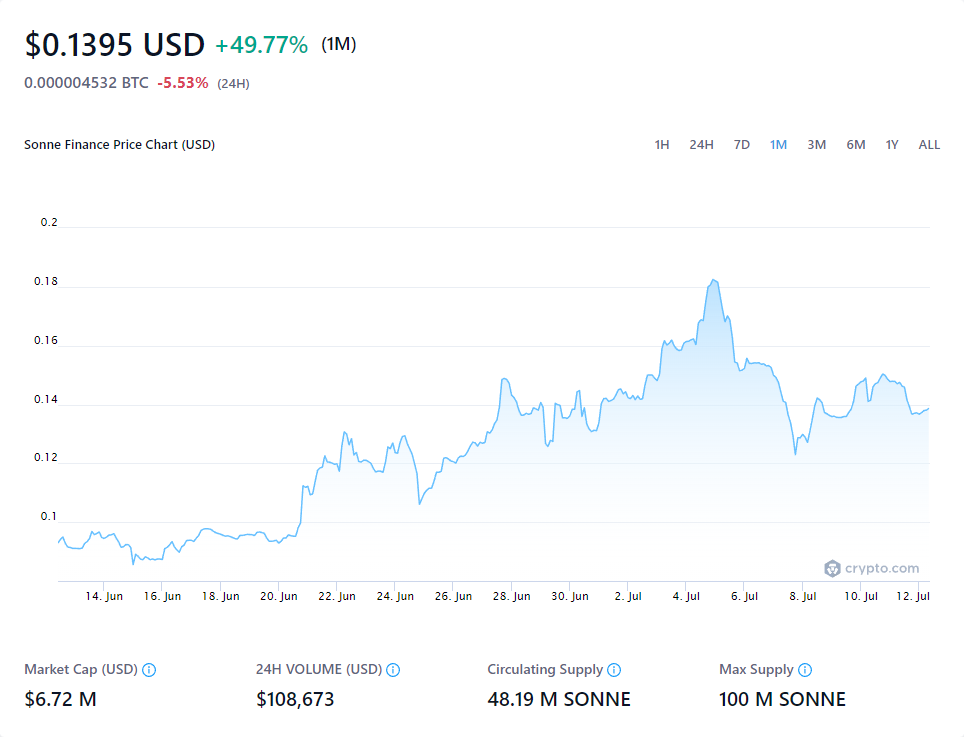 $0.1395 USD +49.77% (1M)
0.000004532 BTC -5.53% (24H)
Sonne Finance Price Chart (USD) 1H 24H 7D 1M 3M 6M 1Y ALL
0.2
0.18
0.16
0.14
0.12
0.1
crypto.com
14. Jun 16. Jun 18. Jun 20. Jun 22. Jun 24. Jun 26. Jun 28. Jun 30. Jun 2. Jul 4. Jul 6. Jul 8. Jul 10. Jul 12. Jul
Market Cap (USD) 24H VOLUME (USD) Circulating Supply Max Supply
$6.72 M $108,673 48.19 M SONNE 100 M SONNE